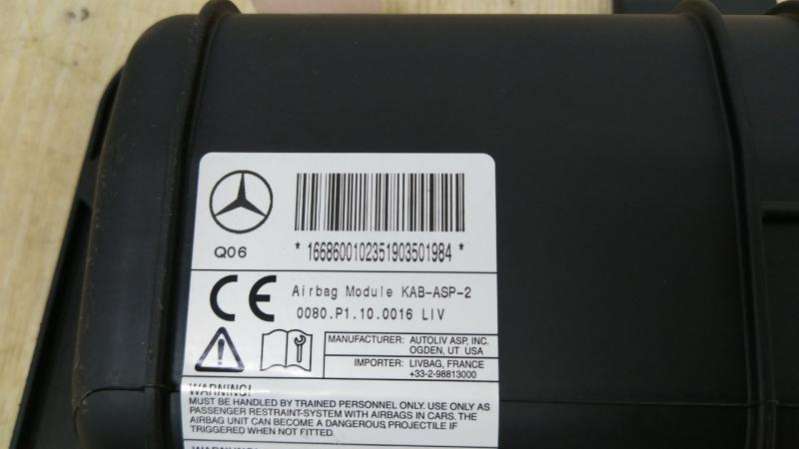 Q06
* 1668600102351903501984 *
CE
Airbag Module KAB-ASP-2
0080.P1.10.0016 LIV
MANUFACTURER: AUTOLIV ASP, INC.
OGDEN, UT USA
IMPORTER: LIVBAG, FRANCE
+33-2-98813000
WARNING!
MUST BE HANDLED BY TRAINED PERSONNEL ONLY. USE ONLY AS
PASSENGER RESTRAINT-SYSTEM WITH AIRBAGS IN CARS. THE
AIRBAG UNIT CAN BECOME A DANGEROUS PROJECTILE IF
TRIGGERED WHEN NOT FITTED.